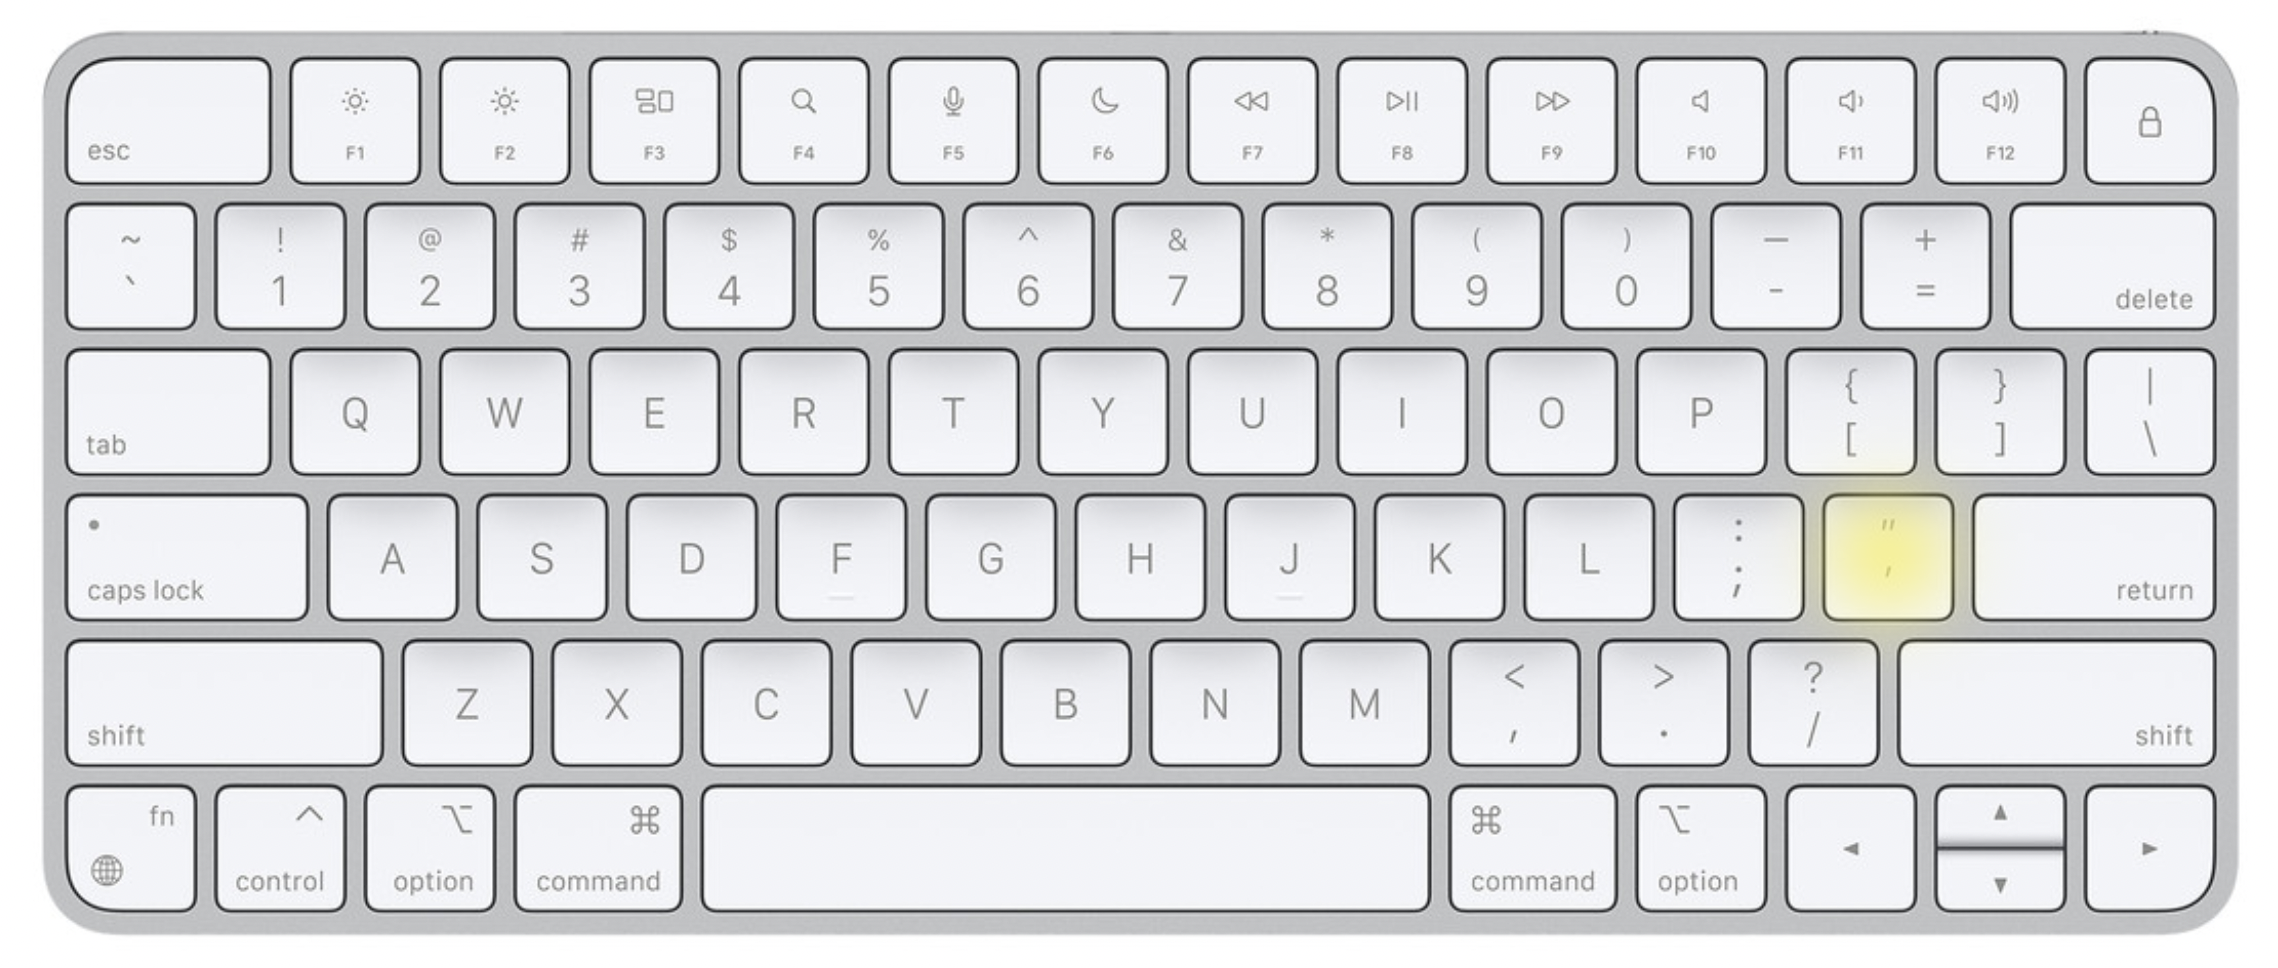 esc F1 F2 F3 F4 F5 F6 F7 F8 F9 F10 F11 F12
~ ! @ # $ % ^ & * ( ) — +
` 1 2 3 4 5 6 7 8 9 0 - = delete
tab Q W E R T Y U I O P { } |
[ ] \
caps lock A S D F G H J K L : "
; ' return
shift Z X C V B N M < > ?
, . / shift
fn ^ ⌥ ⌘ ⌘ ⌥ ▲
control option command command option ◄ ▼ ►